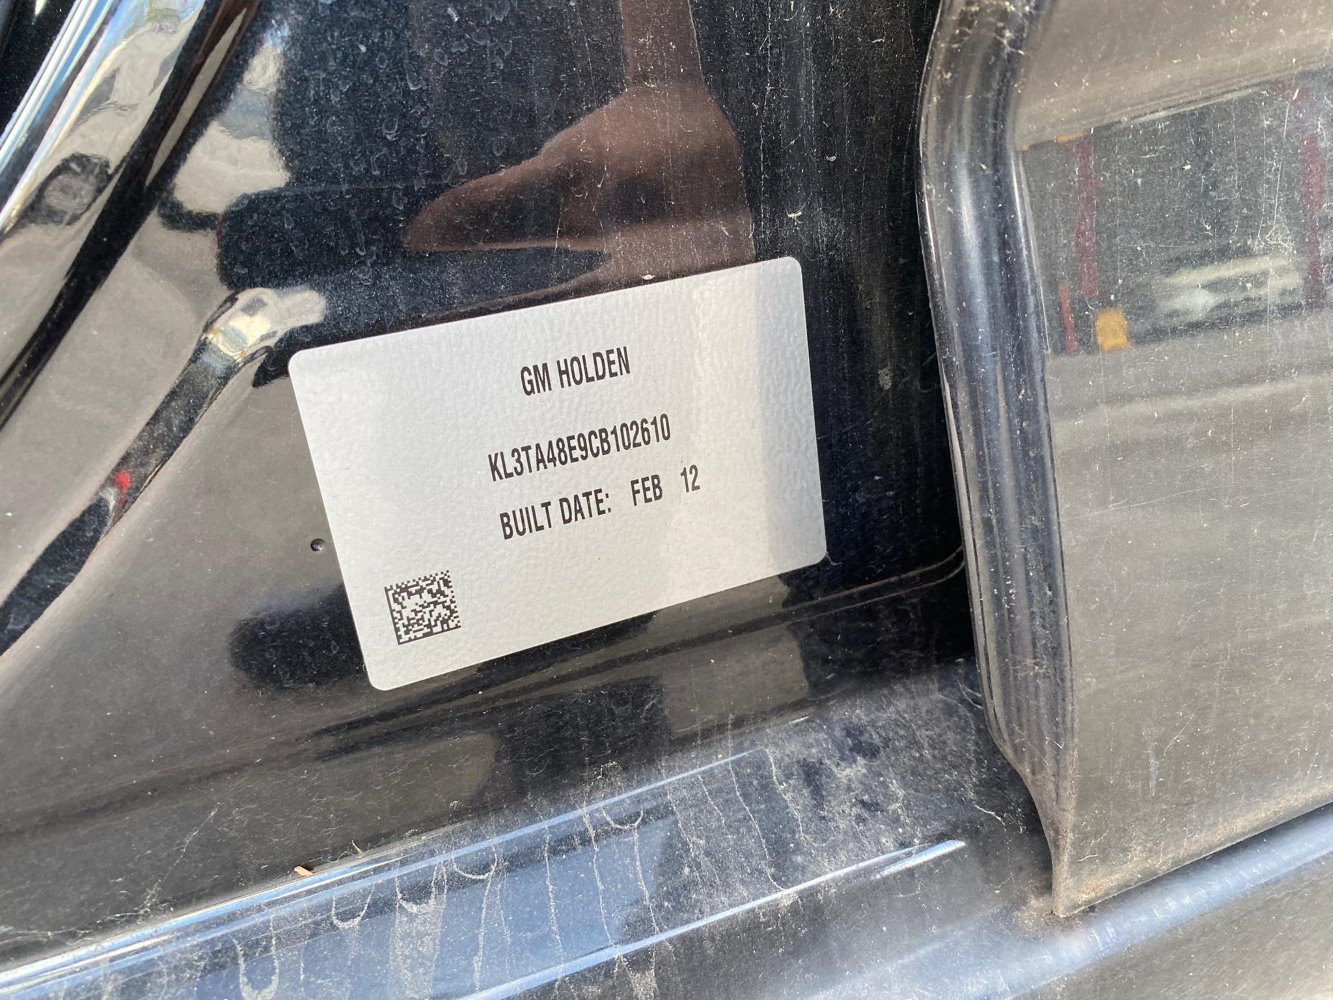 GM HOLDEN
KL3TA48E9CB102610
BUILT DATE: FEB 12